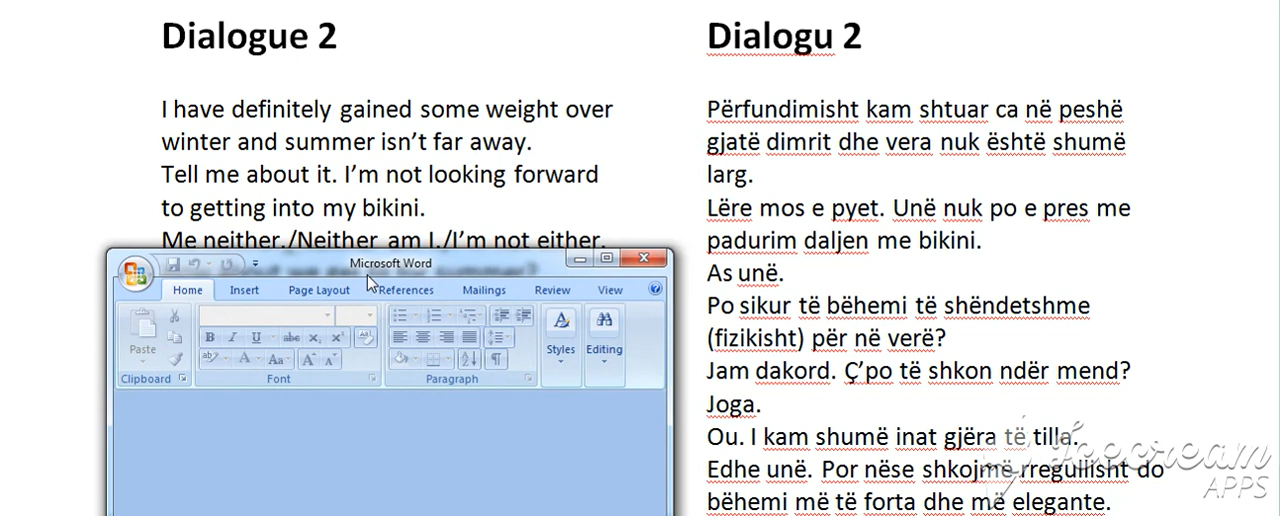 Dialogue 2
I have definitely gained some weight over
winter and summer isn't far away.
Tell me about it. I'm not looking forward
to getting into my bikini.
Me neither./Neither am I./I'm not either.
Microsoft Word
Home Insert Page Layout References Mailings Review View
Paste
Styles
Editing
Clipboard
Font
Paragraph
Dialogu 2
Përfundimisht kam shtuar ca në peshë
gjatë dimrit dhe vera nuk është shumë
larg.
Lëre mos e pyet. Unë nuk po e pres me
padurim daljen me bikini.
As unë.
Po sikur të bëhemi të shëndetshme
(fizikisht) për në verë?
Jam dakord. Ç'po të shkon ndër mend?
Joga.
Ou. I kam shumë inat gjëra të tilla.
Edhe unë. Por nëse shkojmë rregullisht do
bëhemi më të forta dhe më elegante.
Icecream
APPS